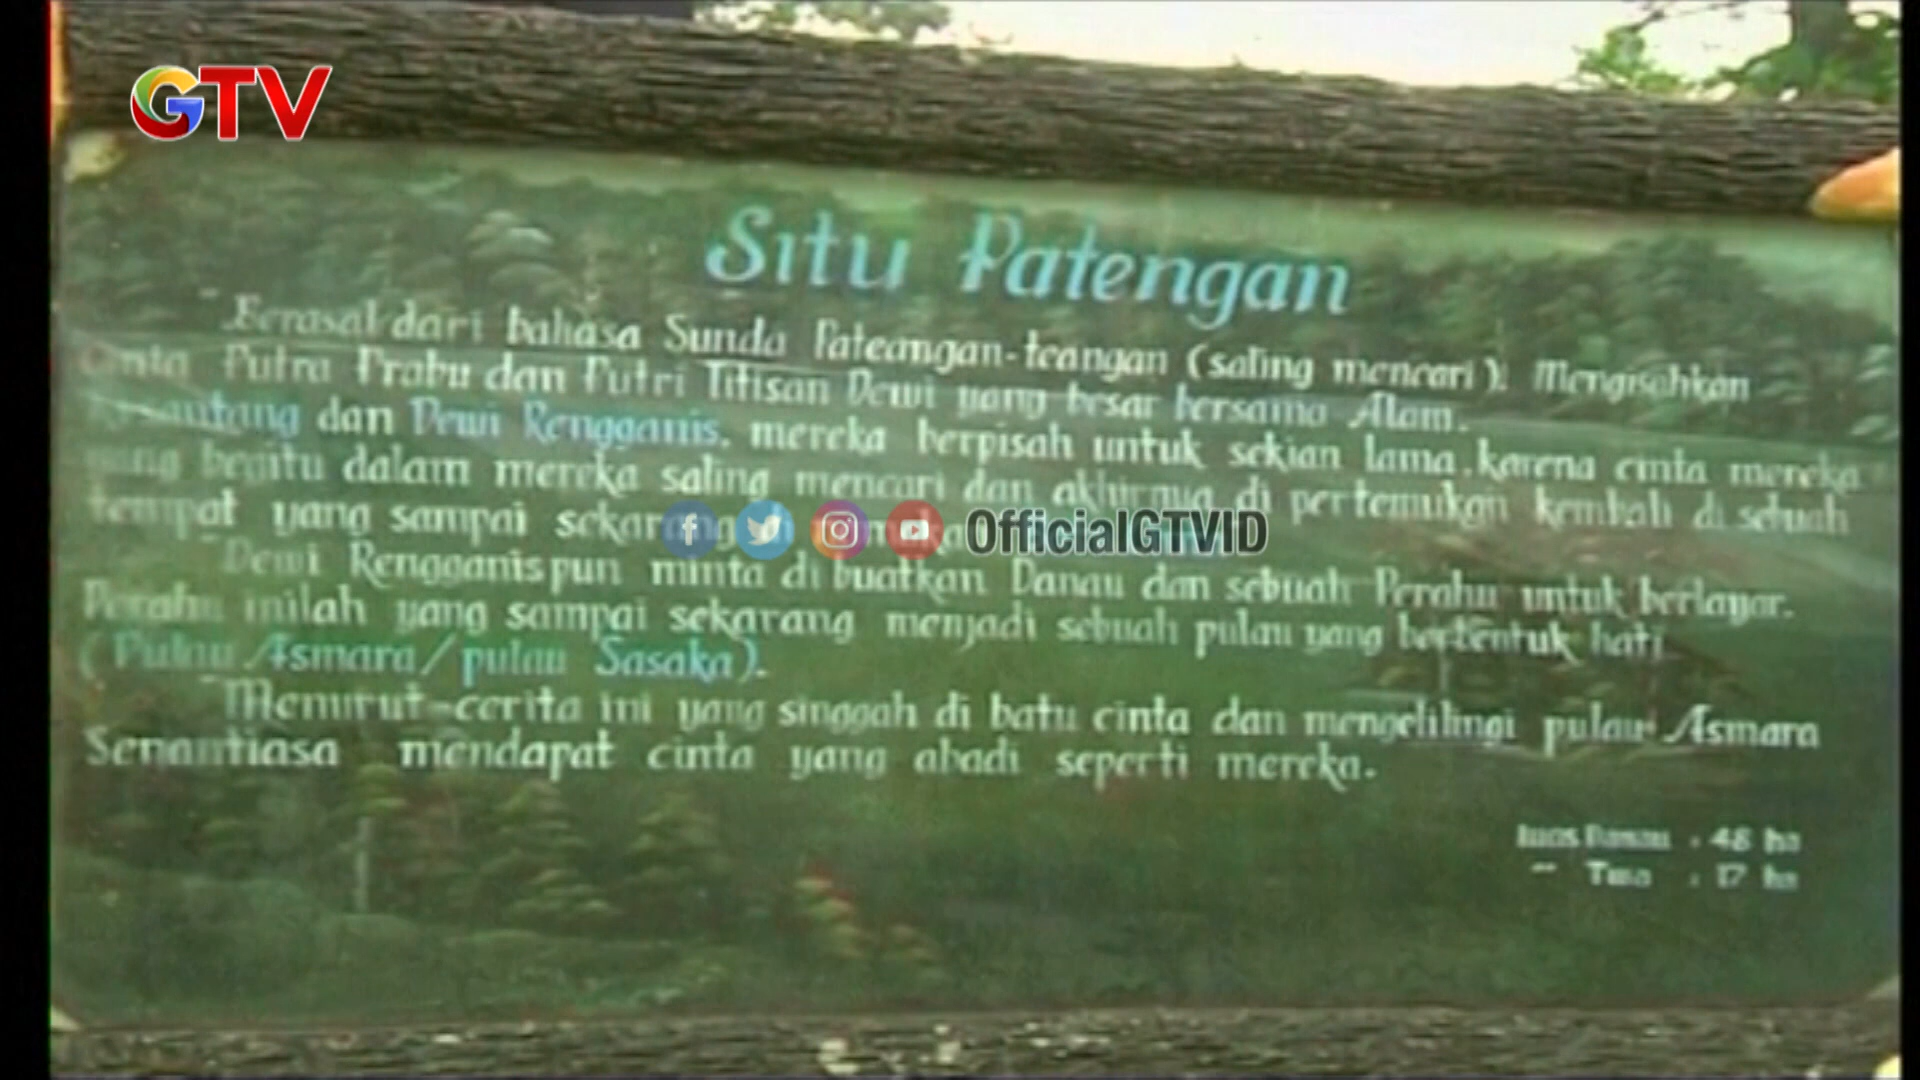 GTV
Situ Patengan
Berasal dari bahasa Sunda Pateangan-teangan (saling mencari). Mengisahkan
Cinta Putra Prabu dan Putri Titisan Dewi yang besar bersama Alam.
dan Dewi Rengganis. mereka berpisah untuk sekian lama. karena cinta mereka
yang begitu dalam mereka saling mencari dan akhirnya di pertemukan kembali di sebuah
tempat yang sampai sekarang di
OfficialGTVID
Dewi Rengganis pun minta di buatkan Danau dan sebuah Perahu untuk berlayar.
Perahu inilah yang sampai sekarang menjadi sebuah pulau yang berbentuk hati
(Pulau Asmara/pulau Sasaka).
Menurut cerita ini yang singgah di batu cinta dan mengelilingi pulau Asmara
Senantiasa mendapat cinta yang abadi seperti mereka.
Luas Danau : 48 ha
" Twa : 17 ha